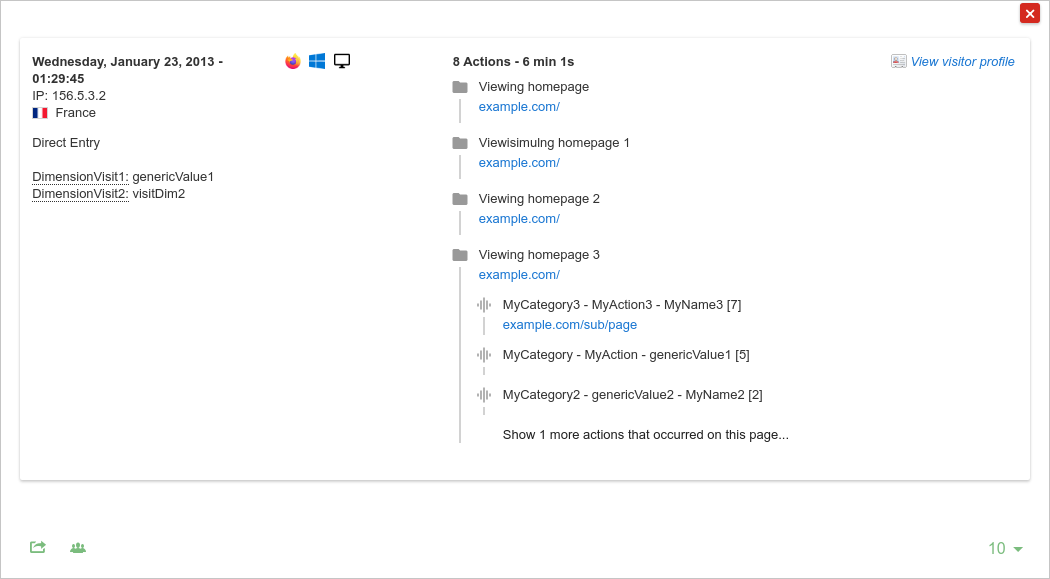 Wednesday, January 23, 2013 -
01:29:45
IP: 156.5.3.2
France
Direct Entry
DimensionVisit1: genericValue1
DimensionVisit2: visitDim2
8 Actions - 6 min 1s
View visitor profile
Viewing homepage
example.com/
Viewisimulng homepage 1
example.com/
Viewing homepage 2
example.com/
Viewing homepage 3
example.com/
MyCategory3 - MyAction3 - MyName3 [7]
example.com/sub/page
MyCategory - MyAction - genericValue1 [5]
MyCategory2 - genericValue2 - MyName2 [2]
Show 1 more actions that occurred on this page...
10